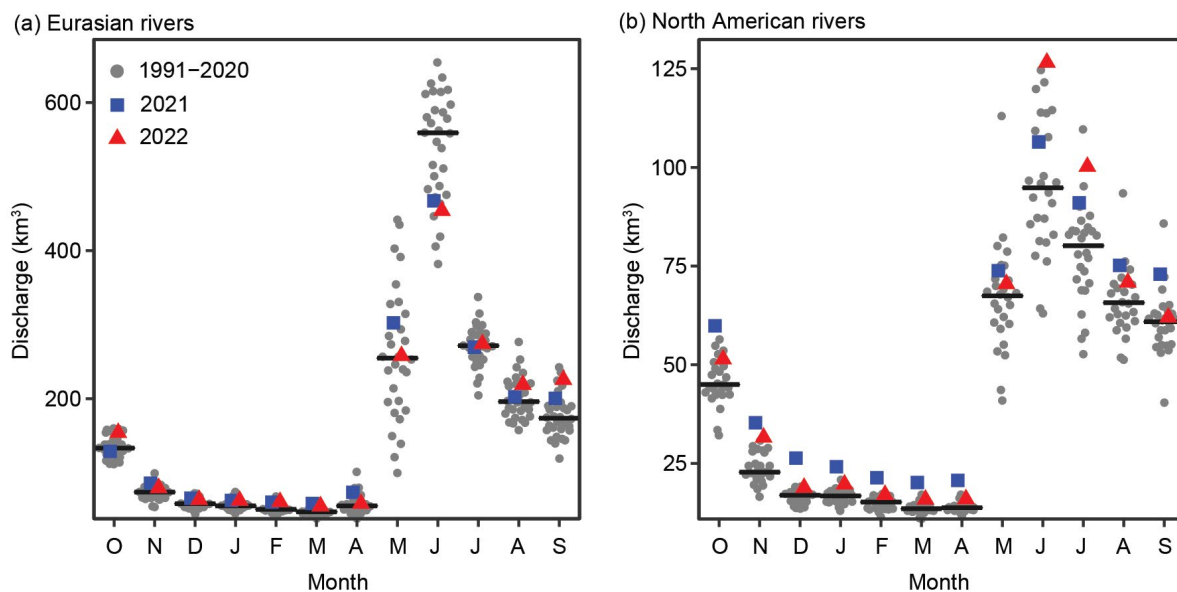 (a) Eurasian rivers
1991−2020
2021
2022
600
400
200
Discharge (km³)
O N D J F M A M J J A S
Month
(b) North American rivers
125
100
75
50
25
Discharge (km³)
O N D J F M A M J J A S
Month